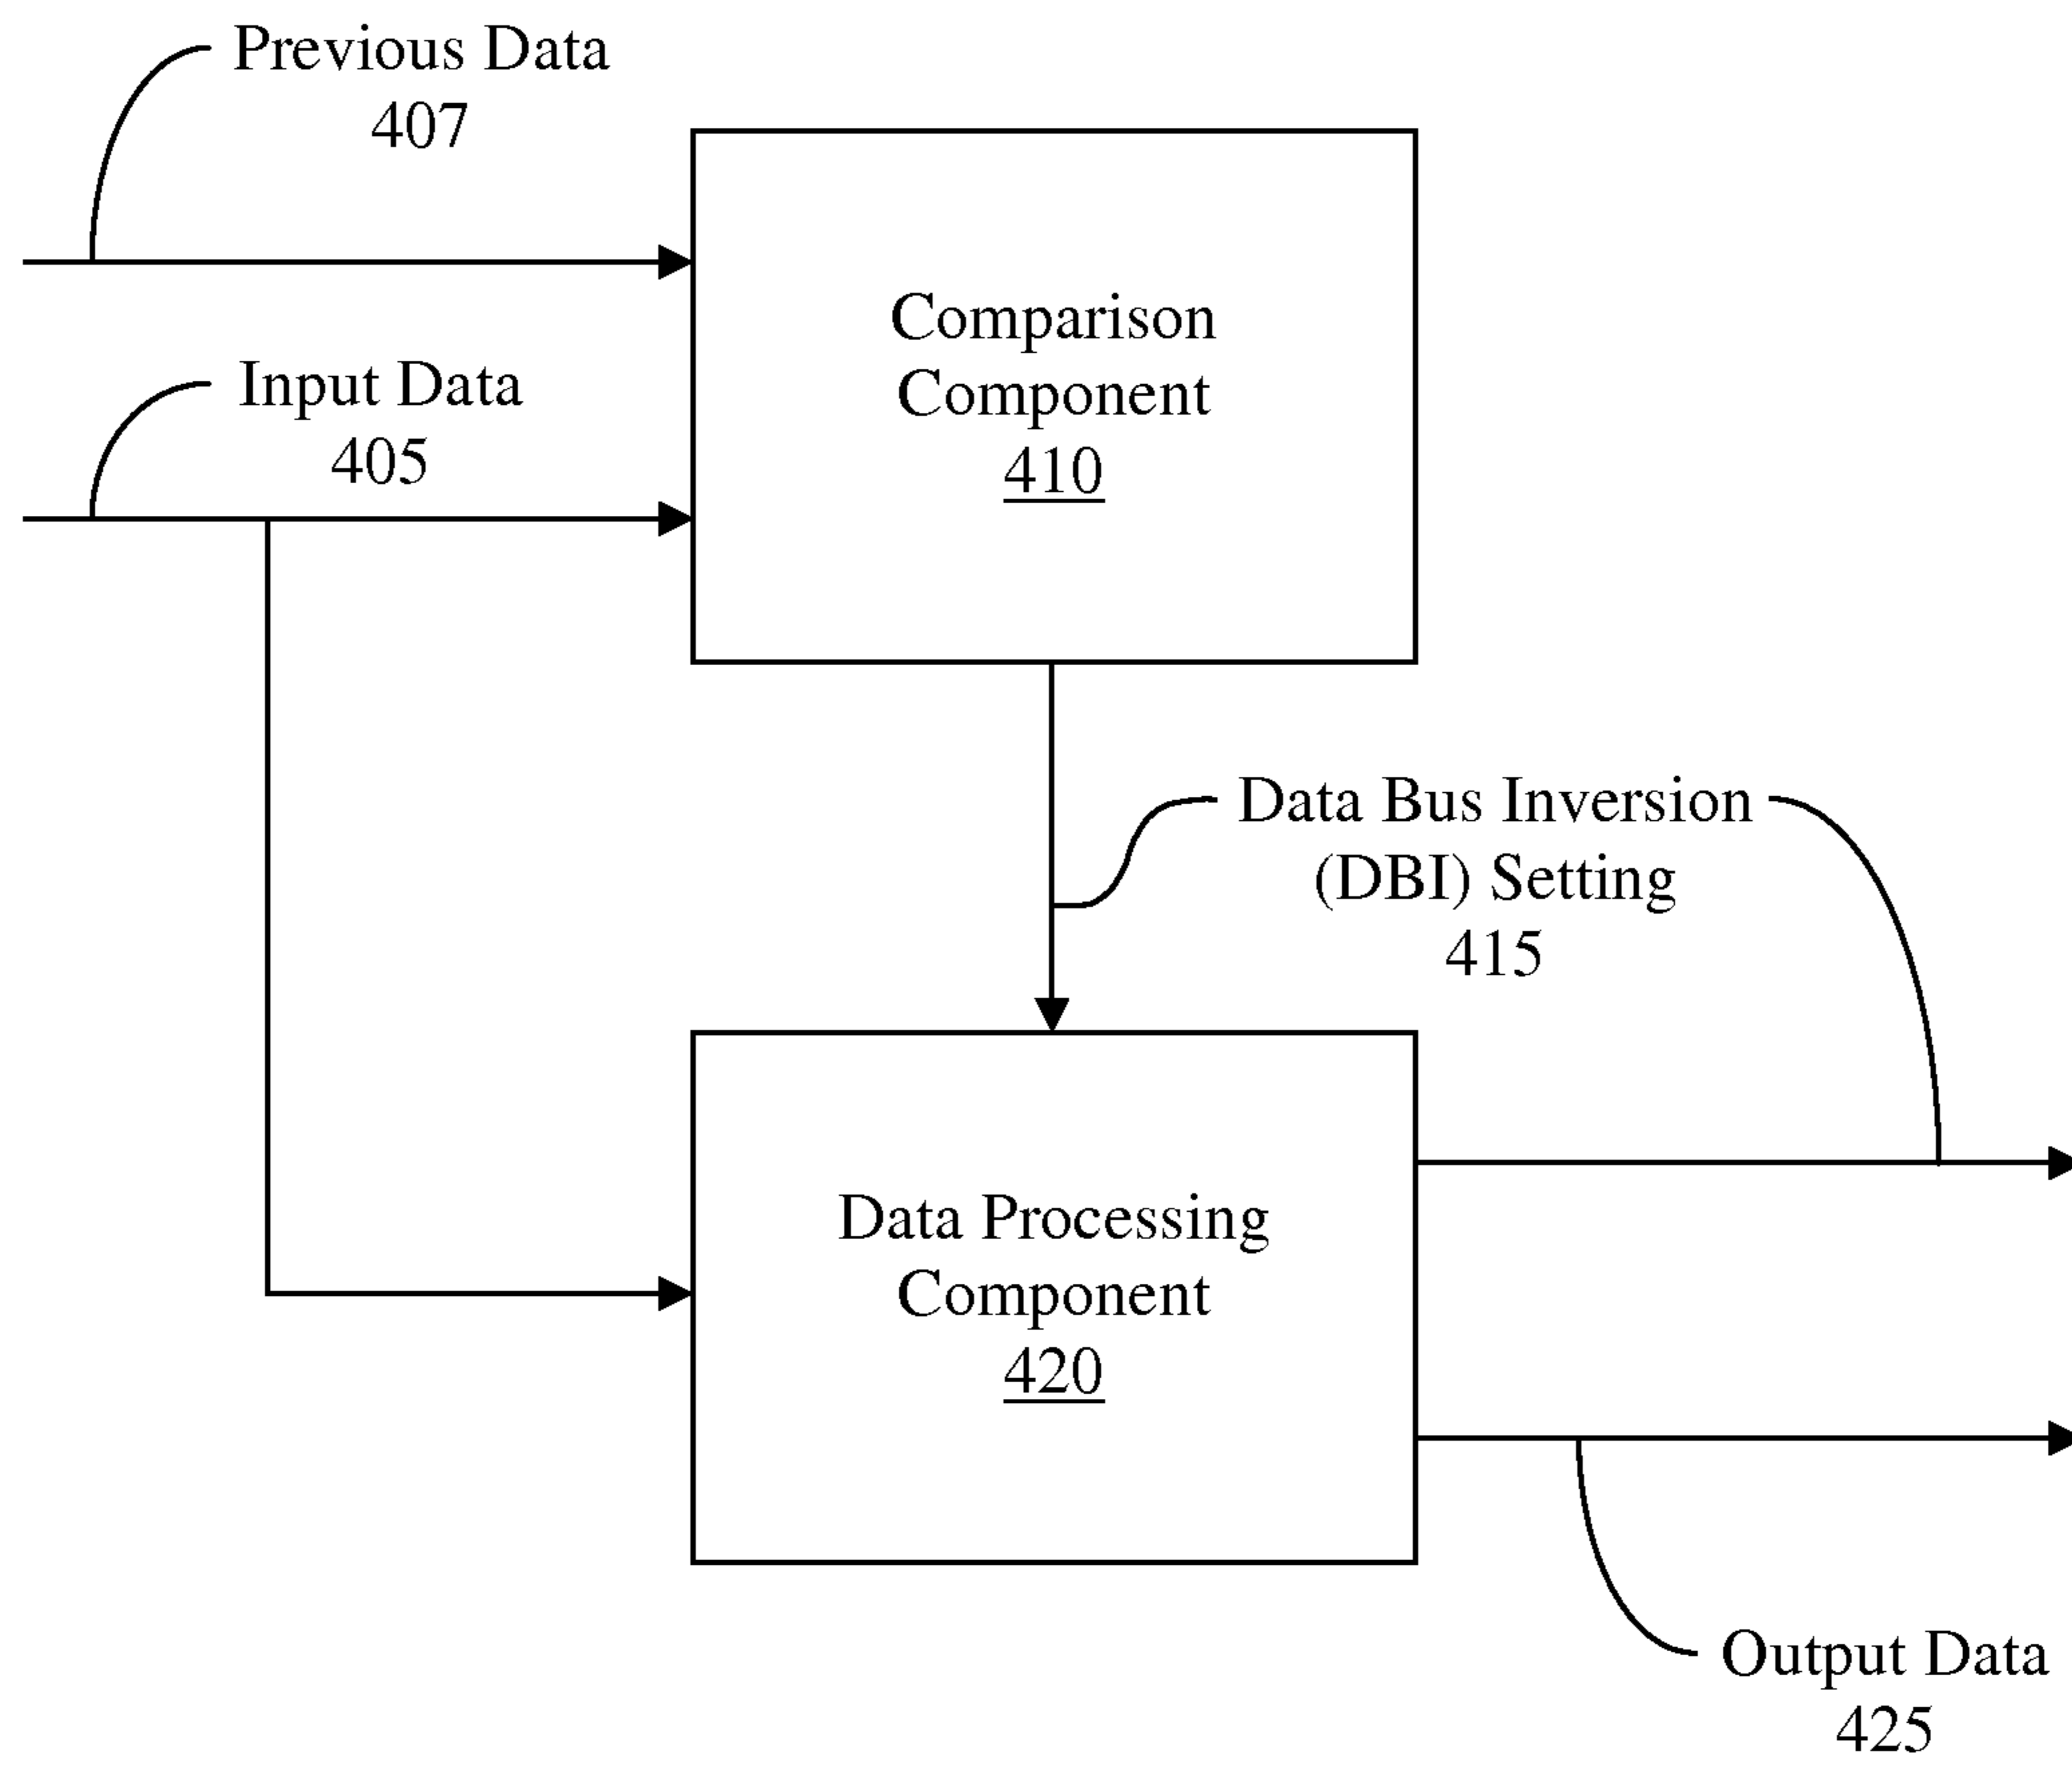 Previous Data
407
Input Data
405
Comparison
Component
410
Data Bus Inversion
(DBI) Setting
415
Data Processing
Component
420
Output Data
425